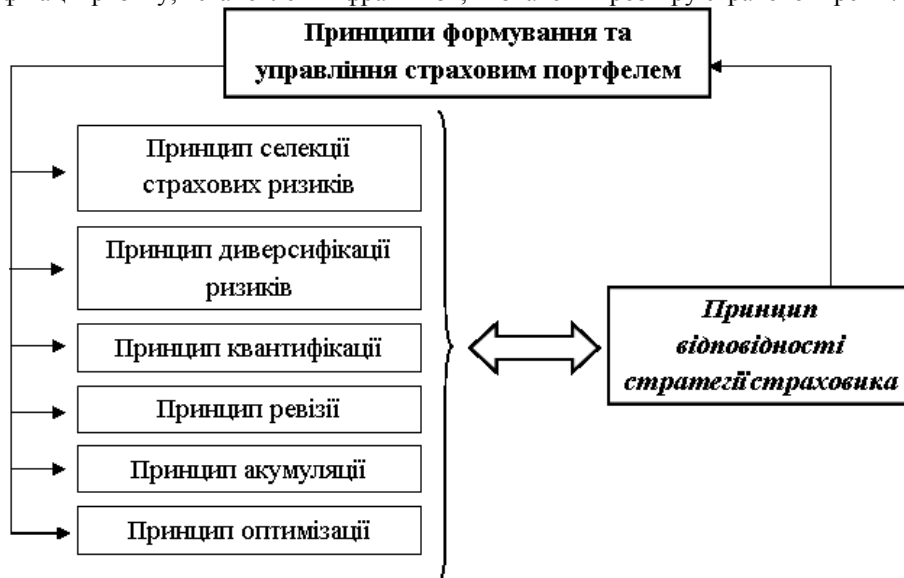 Принципи формування та
управління страховим портфелем
Принцип селекції
страхових ризиків
Принцип диверсифікації
ризиків
Принцип квантифікації
Принцип ревізії
Принцип акумуляції
Принцип оптимізації
Принцип
відповідності
стратегії страховика